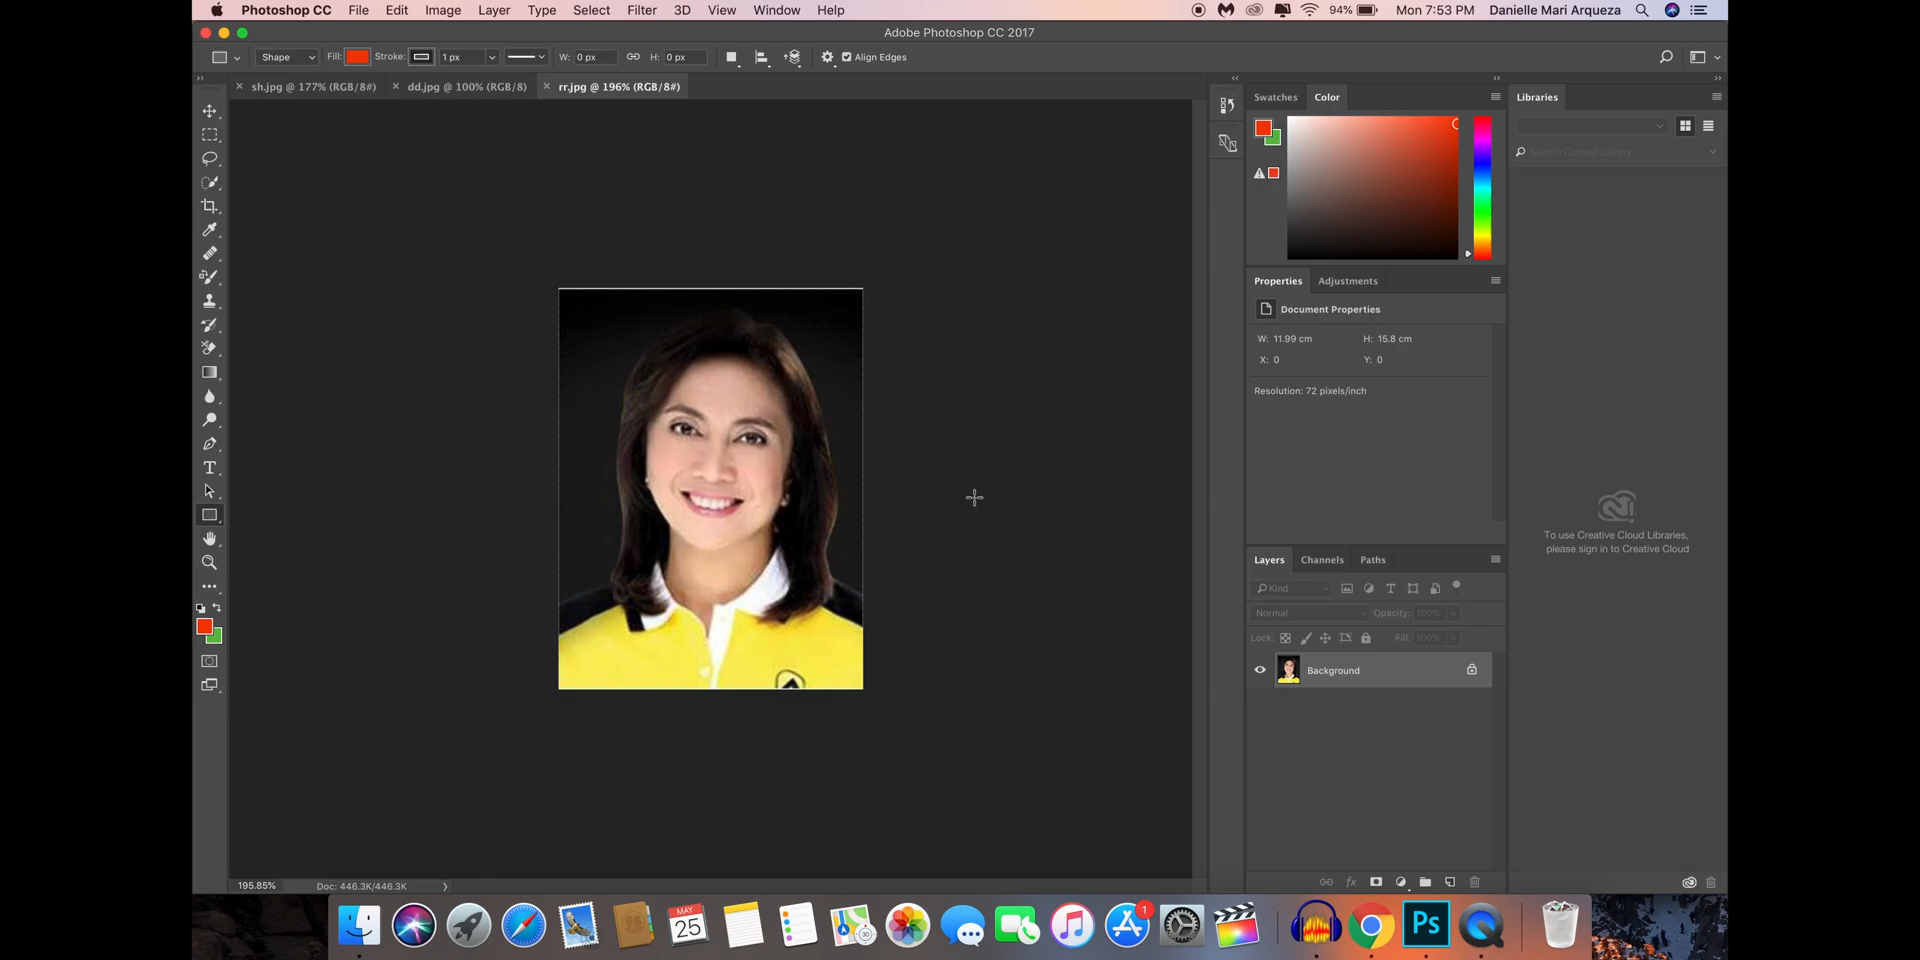 Photoshop CC File Edit Image Layer Type Select Filter 3D View Window Help 94% Mon 7:53 PM Danielle Mari Arqueza
Adobe Photoshop CC 2017
Shape Fill: Stroke: 1 px W: 0 px H: 0 px Align Edges
sh.jpg @ 177% (RGB/8#) dd.jpg @ 100% (RGB/8) rr.jpg @ 196% (RGB/8#)
Swatches Color
Libraries
Search Current Library
Properties Adjustments
Document Properties
W: 11.99 cm H: 15.8 cm
X: 0 Y: 0
Resolution: 72 pixels/inch
To use Creative Cloud Libraries,
please sign in to Creative Cloud
Layers Channels Paths
Kind
Normal Opacity: 100%
Lock: Fill: 100%
Background
195.85% Doc: 446.3K/446.3K
MAY
25
1
Ps